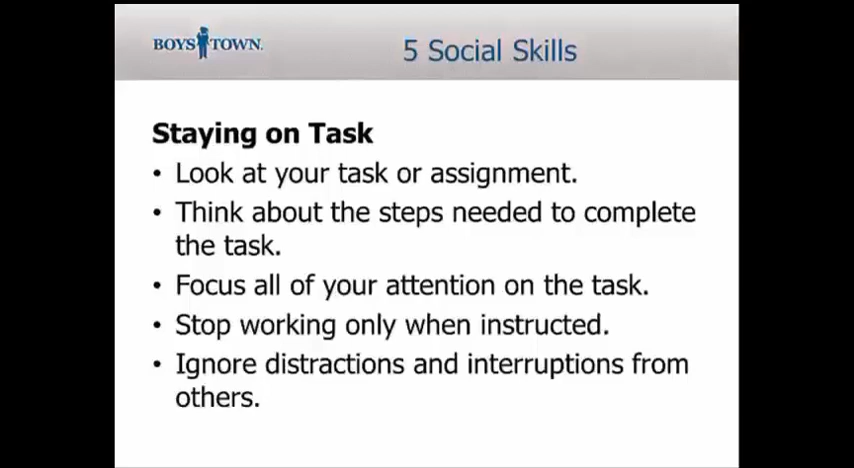 BOYS TOWN.
5 Social Skills
Staying on Task
• Look at your task or assignment.
• Think about the steps needed to complete
the task.
• Focus all of your attention on the task.
• Stop working only when instructed.
• Ignore distractions and interruptions from
others.